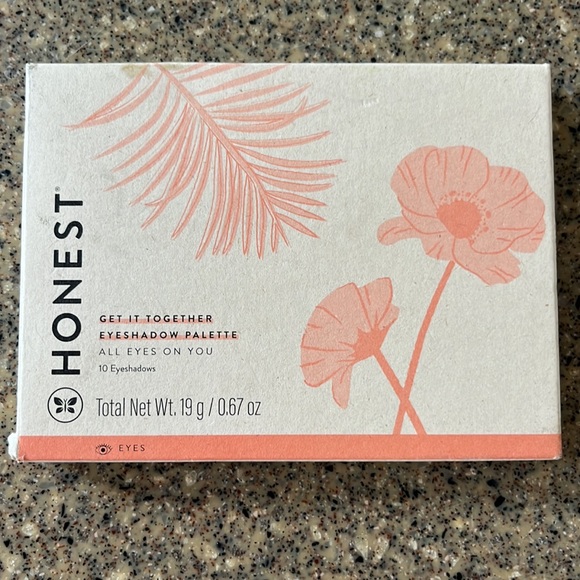 HONEST®
GET IT TOGETHER
EYESHADOW PALETTE
ALL EYES ON YOU
10 Eyeshadows
Total Net Wt. 19 g / 0.67 oz
EYES